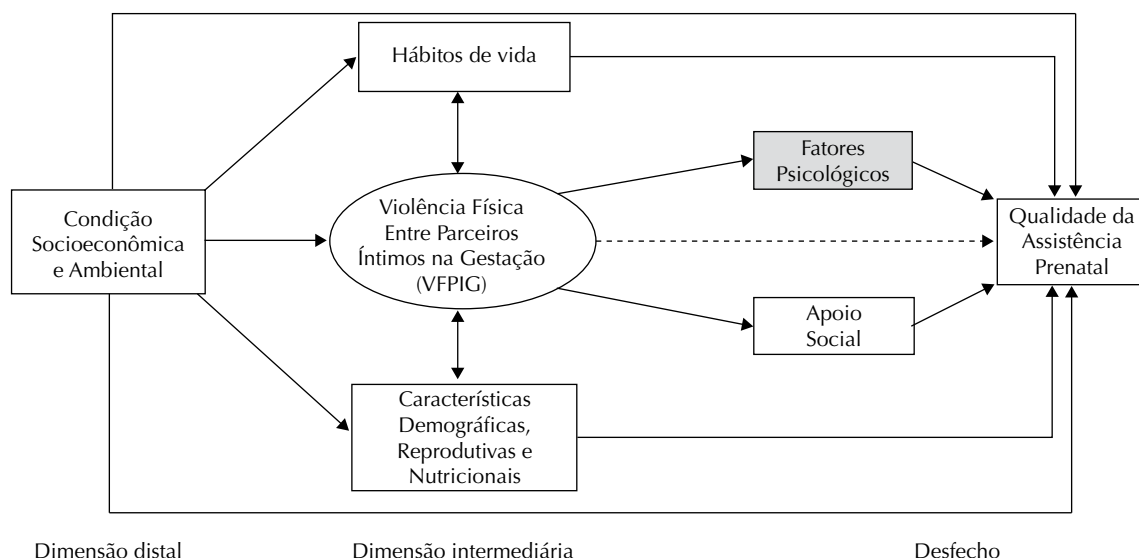 Hábitos de vida
Fatores
Psicológicos
Condição
Socioeconômica
e Ambiental
Violência Física
Entre Parceiros
Íntimos na Gestação
(VFPIG)
Qualidade da
Assistência
Prenatal
Apoio
Social
Características
Demográficas,
Reprodutivas e
Nutricionais
Dimensão distal
Dimensão intermediária
Desfecho